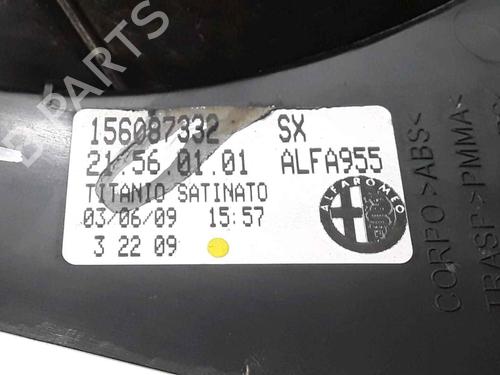 B PARTS
156087332 SX
21.56.01.01 ALFA955
TITANIO SATINATO
03/06/09 15:57
3 22 09
ALFA ROMEO
CORPO >ABS<
TRASP.>PMMA<